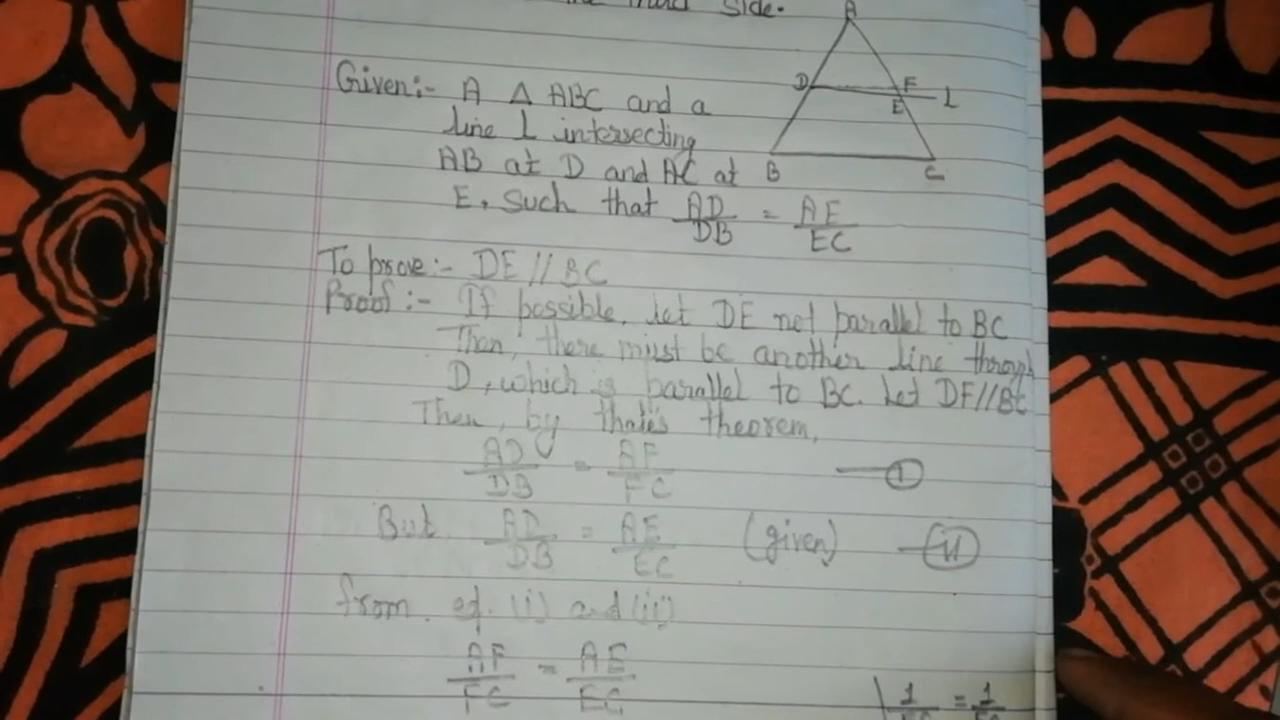 the third side.
A
D F
E L
B C
Given:- A Δ ABC and a
line L intersecting
AB at D and AC at
E, such that AD/DB = AE/EC
To prove:- DE // BC
Proof:- If possible, let DE not parallel to BC
Then, there must be another line through
D, which is parallel to BC. Let DF//BC
Then, by thale's theorem,
AD/DB = AF/FC —(I)
But AD/DB = AE/EC (given) —(ii)
from eq. (i) and (ii)
AF/FC = AE/EC